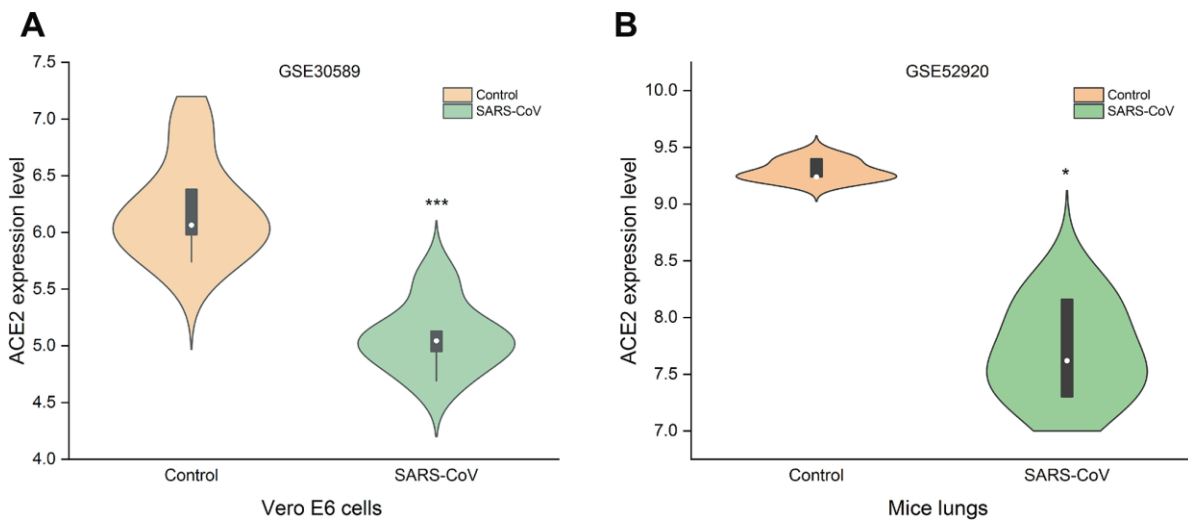 A
GSE30589
Control
SARS-CoV
7.5
7.0
6.5
6.0
5.5
5.0
4.5
4.0
ACE2 expression level
***
Control
SARS-CoV
Vero E6 cells
B
GSE52920
Control
SARS-CoV
10.0
9.5
9.0
8.5
8.0
7.5
7.0
ACE2 expression level
*
Control
SARS-CoV
Mice lungs